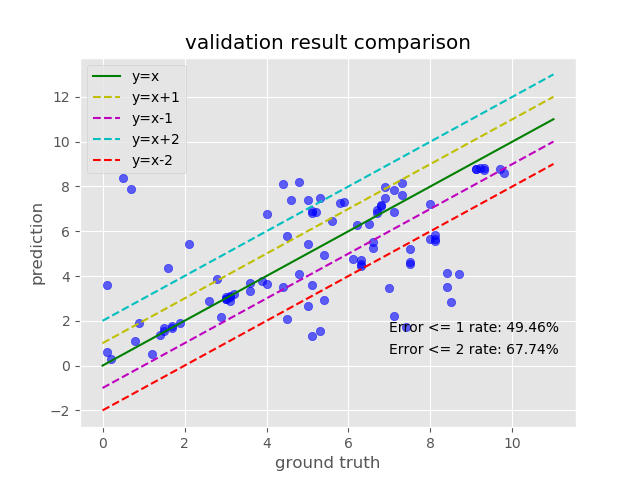 validation result comparison
y=x
y=x+1
y=x-1
y=x+2
y=x-2
12
10
8
6
4
2
0
−2
prediction
Error <= 1 rate: 49.46%
Error <= 2 rate: 67.74%
0 2 4 6 8 10
ground truth